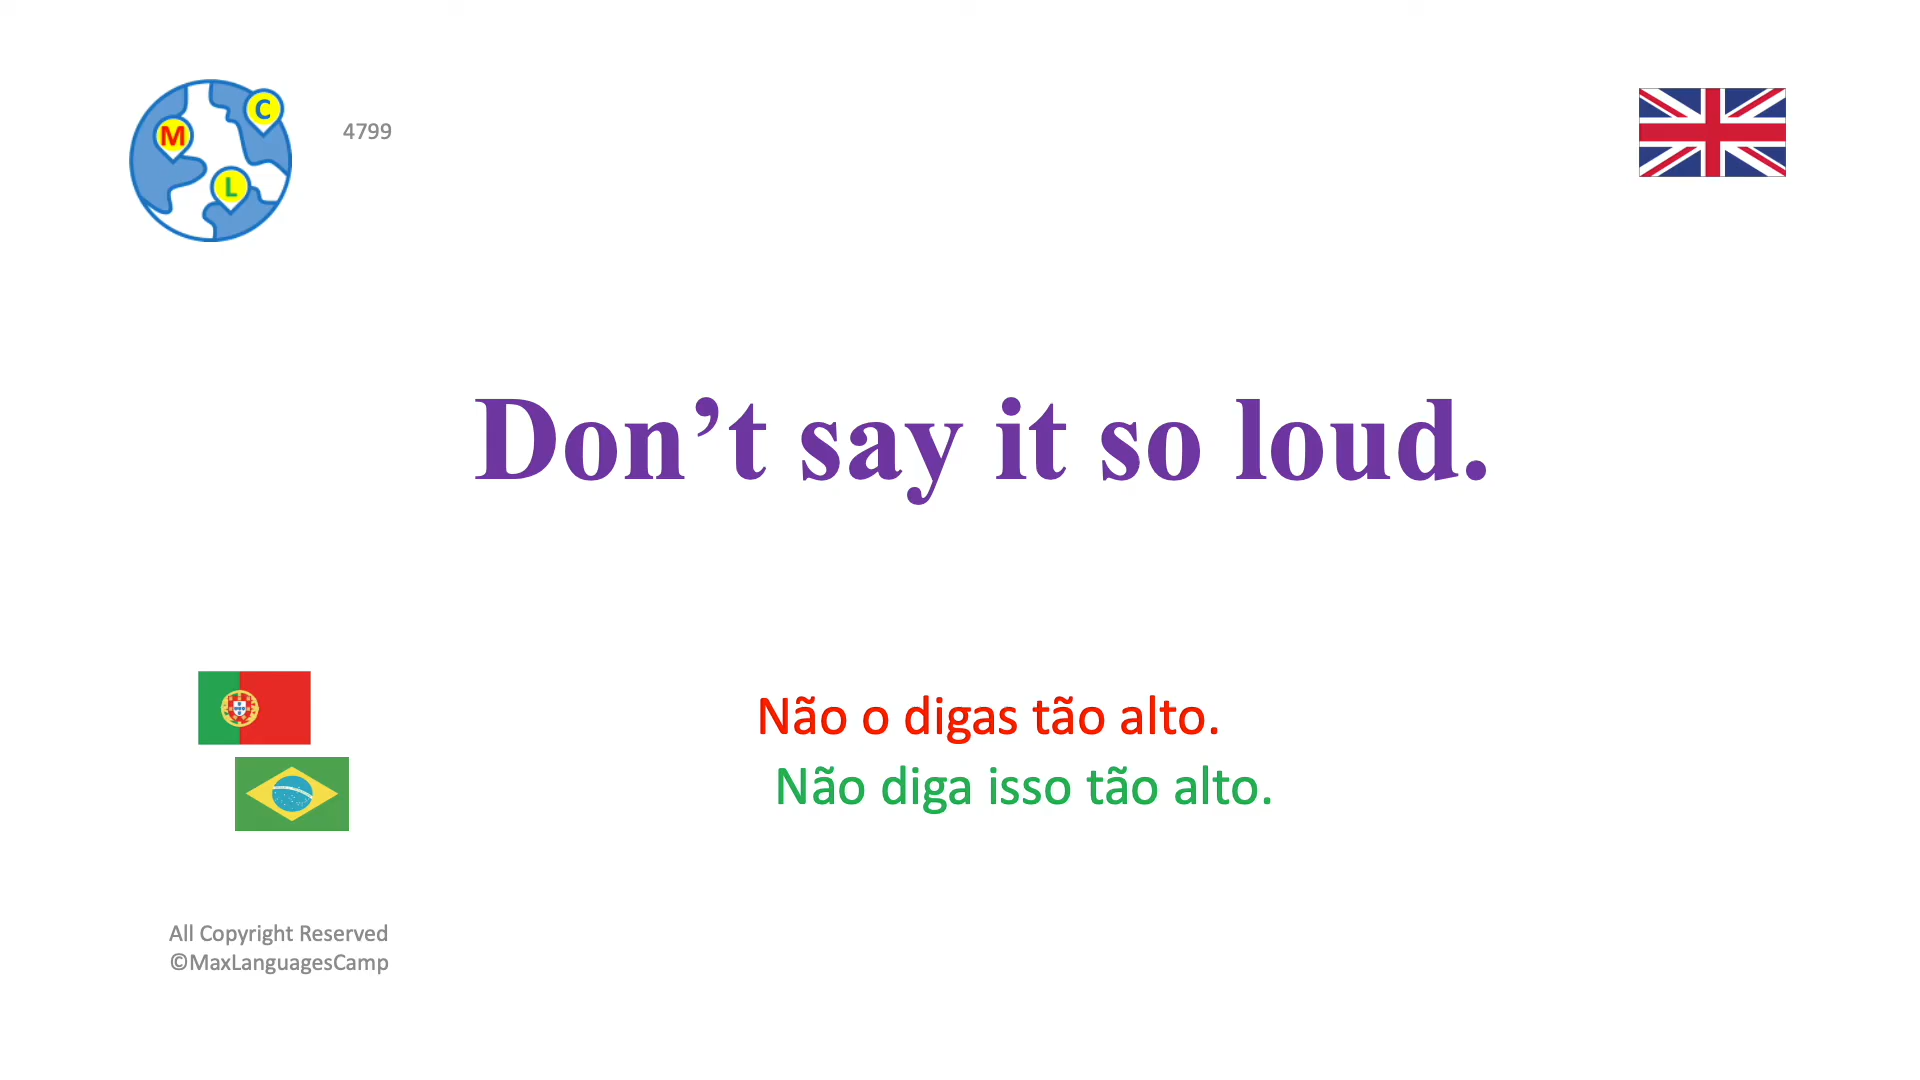 C
M
L
4799
Don’t say it so loud.
Não o digas tão alto.
Não diga isso tão alto.
All Copyright Reserved
©MaxLanguagesCamp